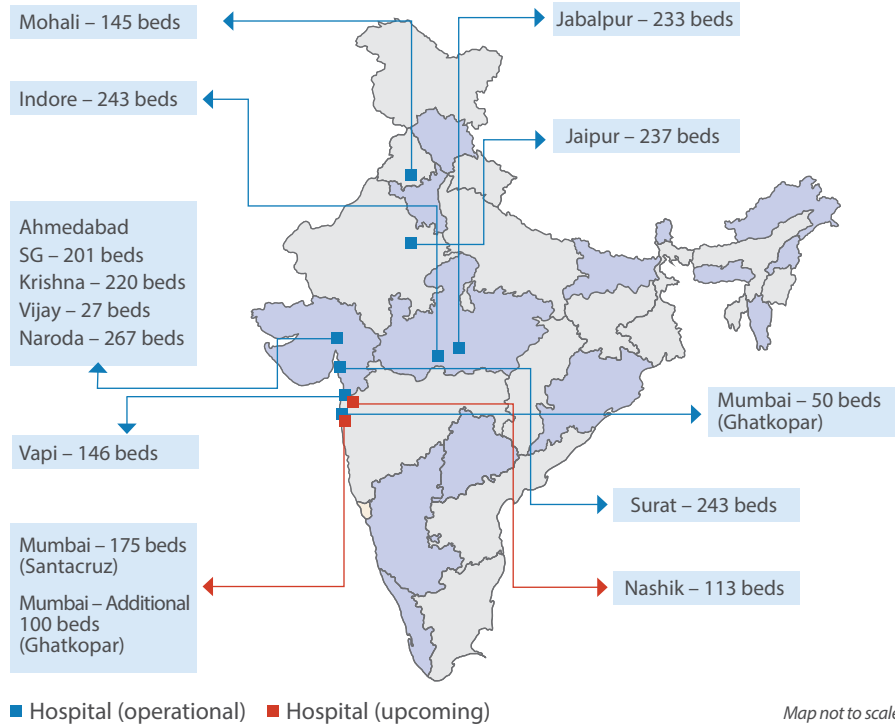 Mohali – 145 beds
Jabalpur – 233 beds
Indore – 243 beds
Jaipur – 237 beds
Ahmedabad
SG – 201 beds
Krishna – 220 beds
Vijay – 27 beds
Naroda – 267 beds
Mumbai – 50 beds
(Ghatkopar)
Vapi – 146 beds
Surat – 243 beds
Mumbai – 175 beds
(Santacruz)
Mumbai – Additional
100 beds
(Ghatkopar)
Nashik – 113 beds
Hospital (operational)
Hospital (upcoming)
Map not to scale